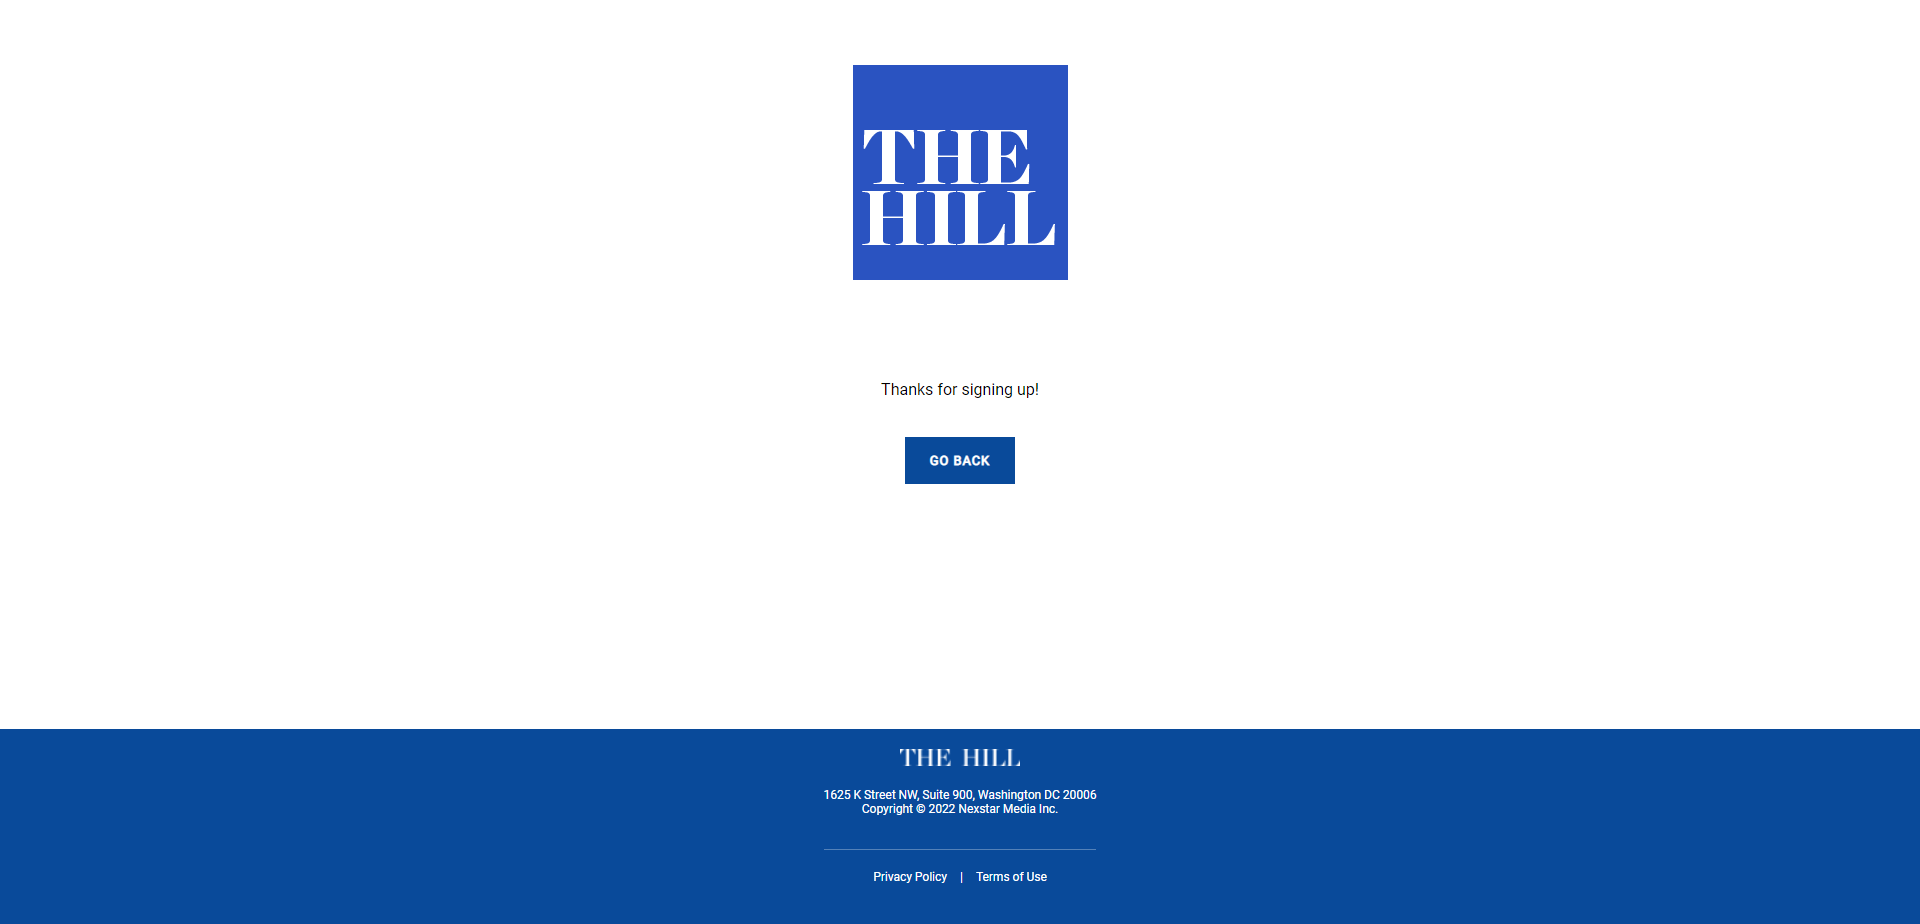 THE
HILL
Thanks for signing up!
GO BACK
THE HILL
1625 K Street NW, Suite 900, Washington DC 20006
Copyright © 2022 Nexstar Media Inc.
Privacy Policy | Terms of Use